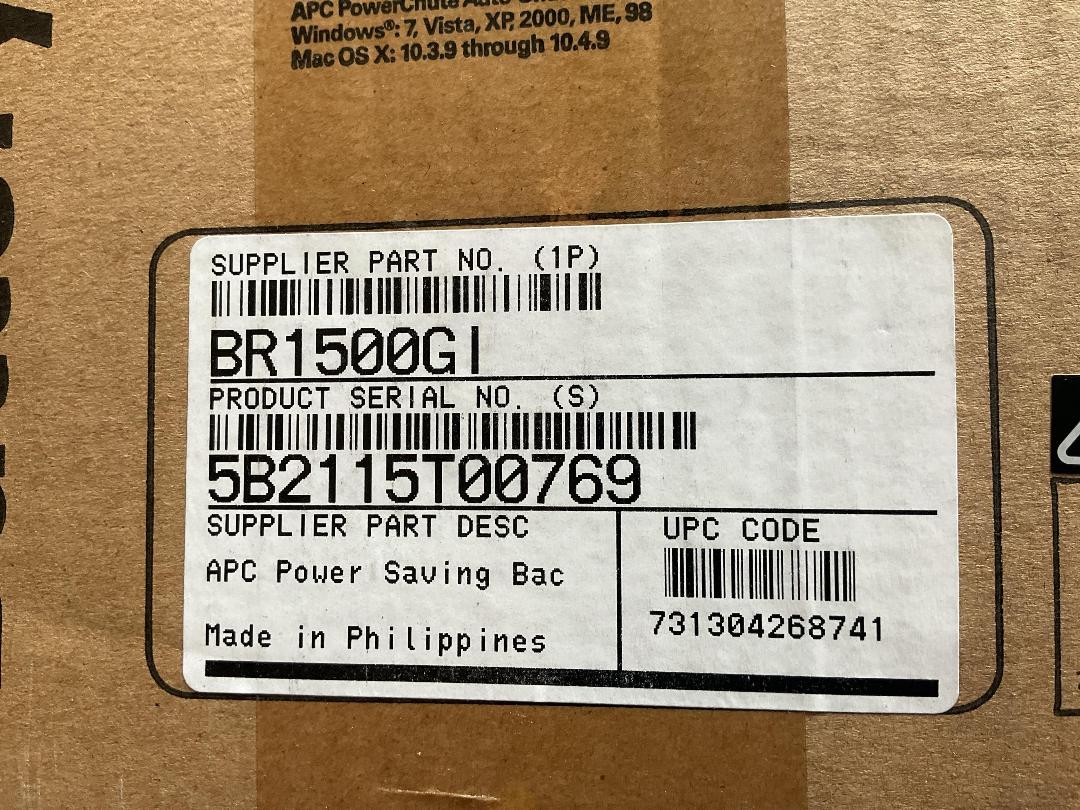 APC PowerChute Auto
Windows®: 7, Vista, XP, 2000, ME, 98
Mac OS X: 10.3.9 through 10.4.9
SUPPLIER PART NO. (1P)
BR1500GI
PRODUCT SERIAL NO. (S)
5B2115T00769
SUPPLIER PART DESC
APC Power Saving Bac
Made in Philippines
UPC CODE
731304268741